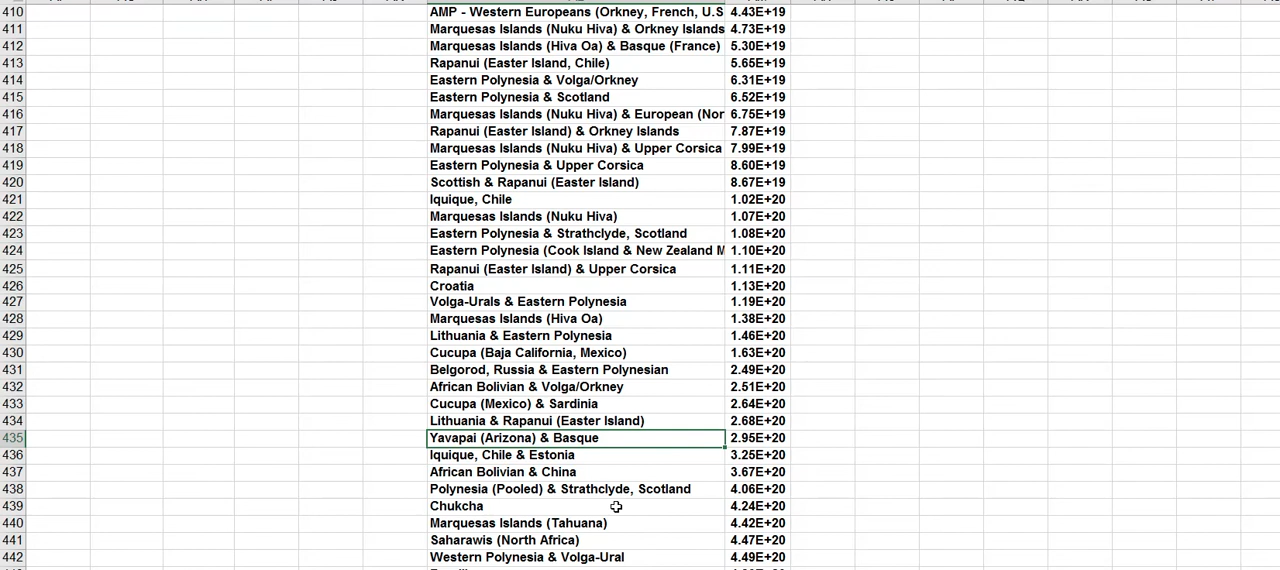 410 AMP - Western Europeans (Orkney, French, U.S 4.43E+19
411 Marquesas Islands (Nuku Hiva) & Orkney Islands 4.73E+19
412 Marquesas Islands (Hiva Oa) & Basque (France) 5.30E+19
413 Rapanui (Easter Island, Chile) 5.65E+19
414 Eastern Polynesia & Volga/Orkney 6.31E+19
415 Eastern Polynesia & Scotland 6.52E+19
416 Marquesas Islands (Nuku Hiva) & European (Nor 6.75E+19
417 Rapanui (Easter Island) & Orkney Islands 7.87E+19
418 Marquesas Islands (Nuku Hiva) & Upper Corsica 7.99E+19
419 Eastern Polynesia & Upper Corsica 8.60E+19
420 Scottish & Rapanui (Easter Island) 8.67E+19
421 Iquique, Chile 1.02E+20
422 Marquesas Islands (Nuku Hiva) 1.07E+20
423 Eastern Polynesia & Strathclyde, Scotland 1.08E+20
424 Eastern Polynesia (Cook Island & New Zealand M 1.10E+20
425 Rapanui (Easter Island) & Upper Corsica 1.11E+20
426 Croatia 1.13E+20
427 Volga-Urals & Eastern Polynesia 1.19E+20
428 Marquesas Islands (Hiva Oa) 1.38E+20
429 Lithuania & Eastern Polynesia 1.46E+20
430 Cucupa (Baja California, Mexico) 1.63E+20
431 Belgorod, Russia & Eastern Polynesian 2.49E+20
432 African Bolivian & Volga/Orkney 2.51E+20
433 Cucupa (Mexico) & Sardinia 2.64E+20
434 Lithuania & Rapanui (Easter Island) 2.68E+20
435 Yavapai (Arizona) & Basque 2.95E+20
436 Iquique, Chile & Estonia 3.25E+20
437 African Bolivian & China 3.67E+20
438 Polynesia (Pooled) & Strathclyde, Scotland 4.06E+20
439 Chukcha 4.24E+20
440 Marquesas Islands (Tahuana) 4.42E+20
441 Saharawis (North Africa) 4.47E+20
442 Western Polynesia & Volga-Ural 4.49E+20